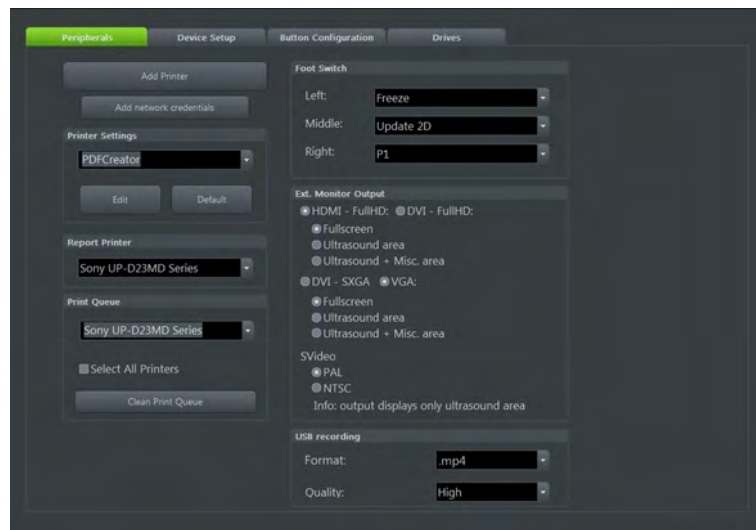 Peripherals
Device Setup
Button Configuration
Drives
Add Printer
Add network credentials
Printer Settings
PDFCreator
Edit
Default
Report Printer
Sony UP-D23MD Series
Print Queue
Sony UP-D23MD Series
Select All Printers
Clean Print Queue
Foot Switch
Left:
Freeze
Middle:
Update 2D
Right:
P1
Ext. Monitor Output
HDMI - FullHD: DVI - FullHD:
Fullscreen
Ultrasound area
Ultrasound + Misc. area
DVI - SXGA VGA:
Fullscreen
Ultrasound area
Ultrasound + Misc. area
SVideo
PAL
NTSC
Info: output displays only ultrasound area
USB recording
Format:
.mp4
Quality:
High